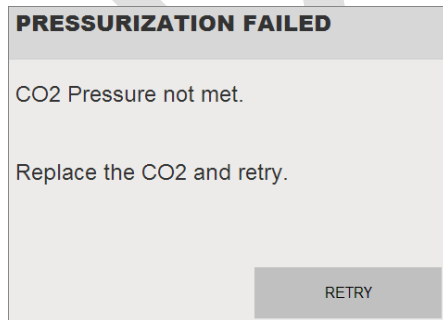 PRESSURIZATION FAILED
CO2 Pressure not met.
Replace the CO2 and retry.
RETRY